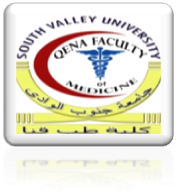 SOUTH VALLEY UNIVERSITY
QENA FACULTY
OF
MEDICINE
جامعة جنوب الوادي
كلية طب قنا